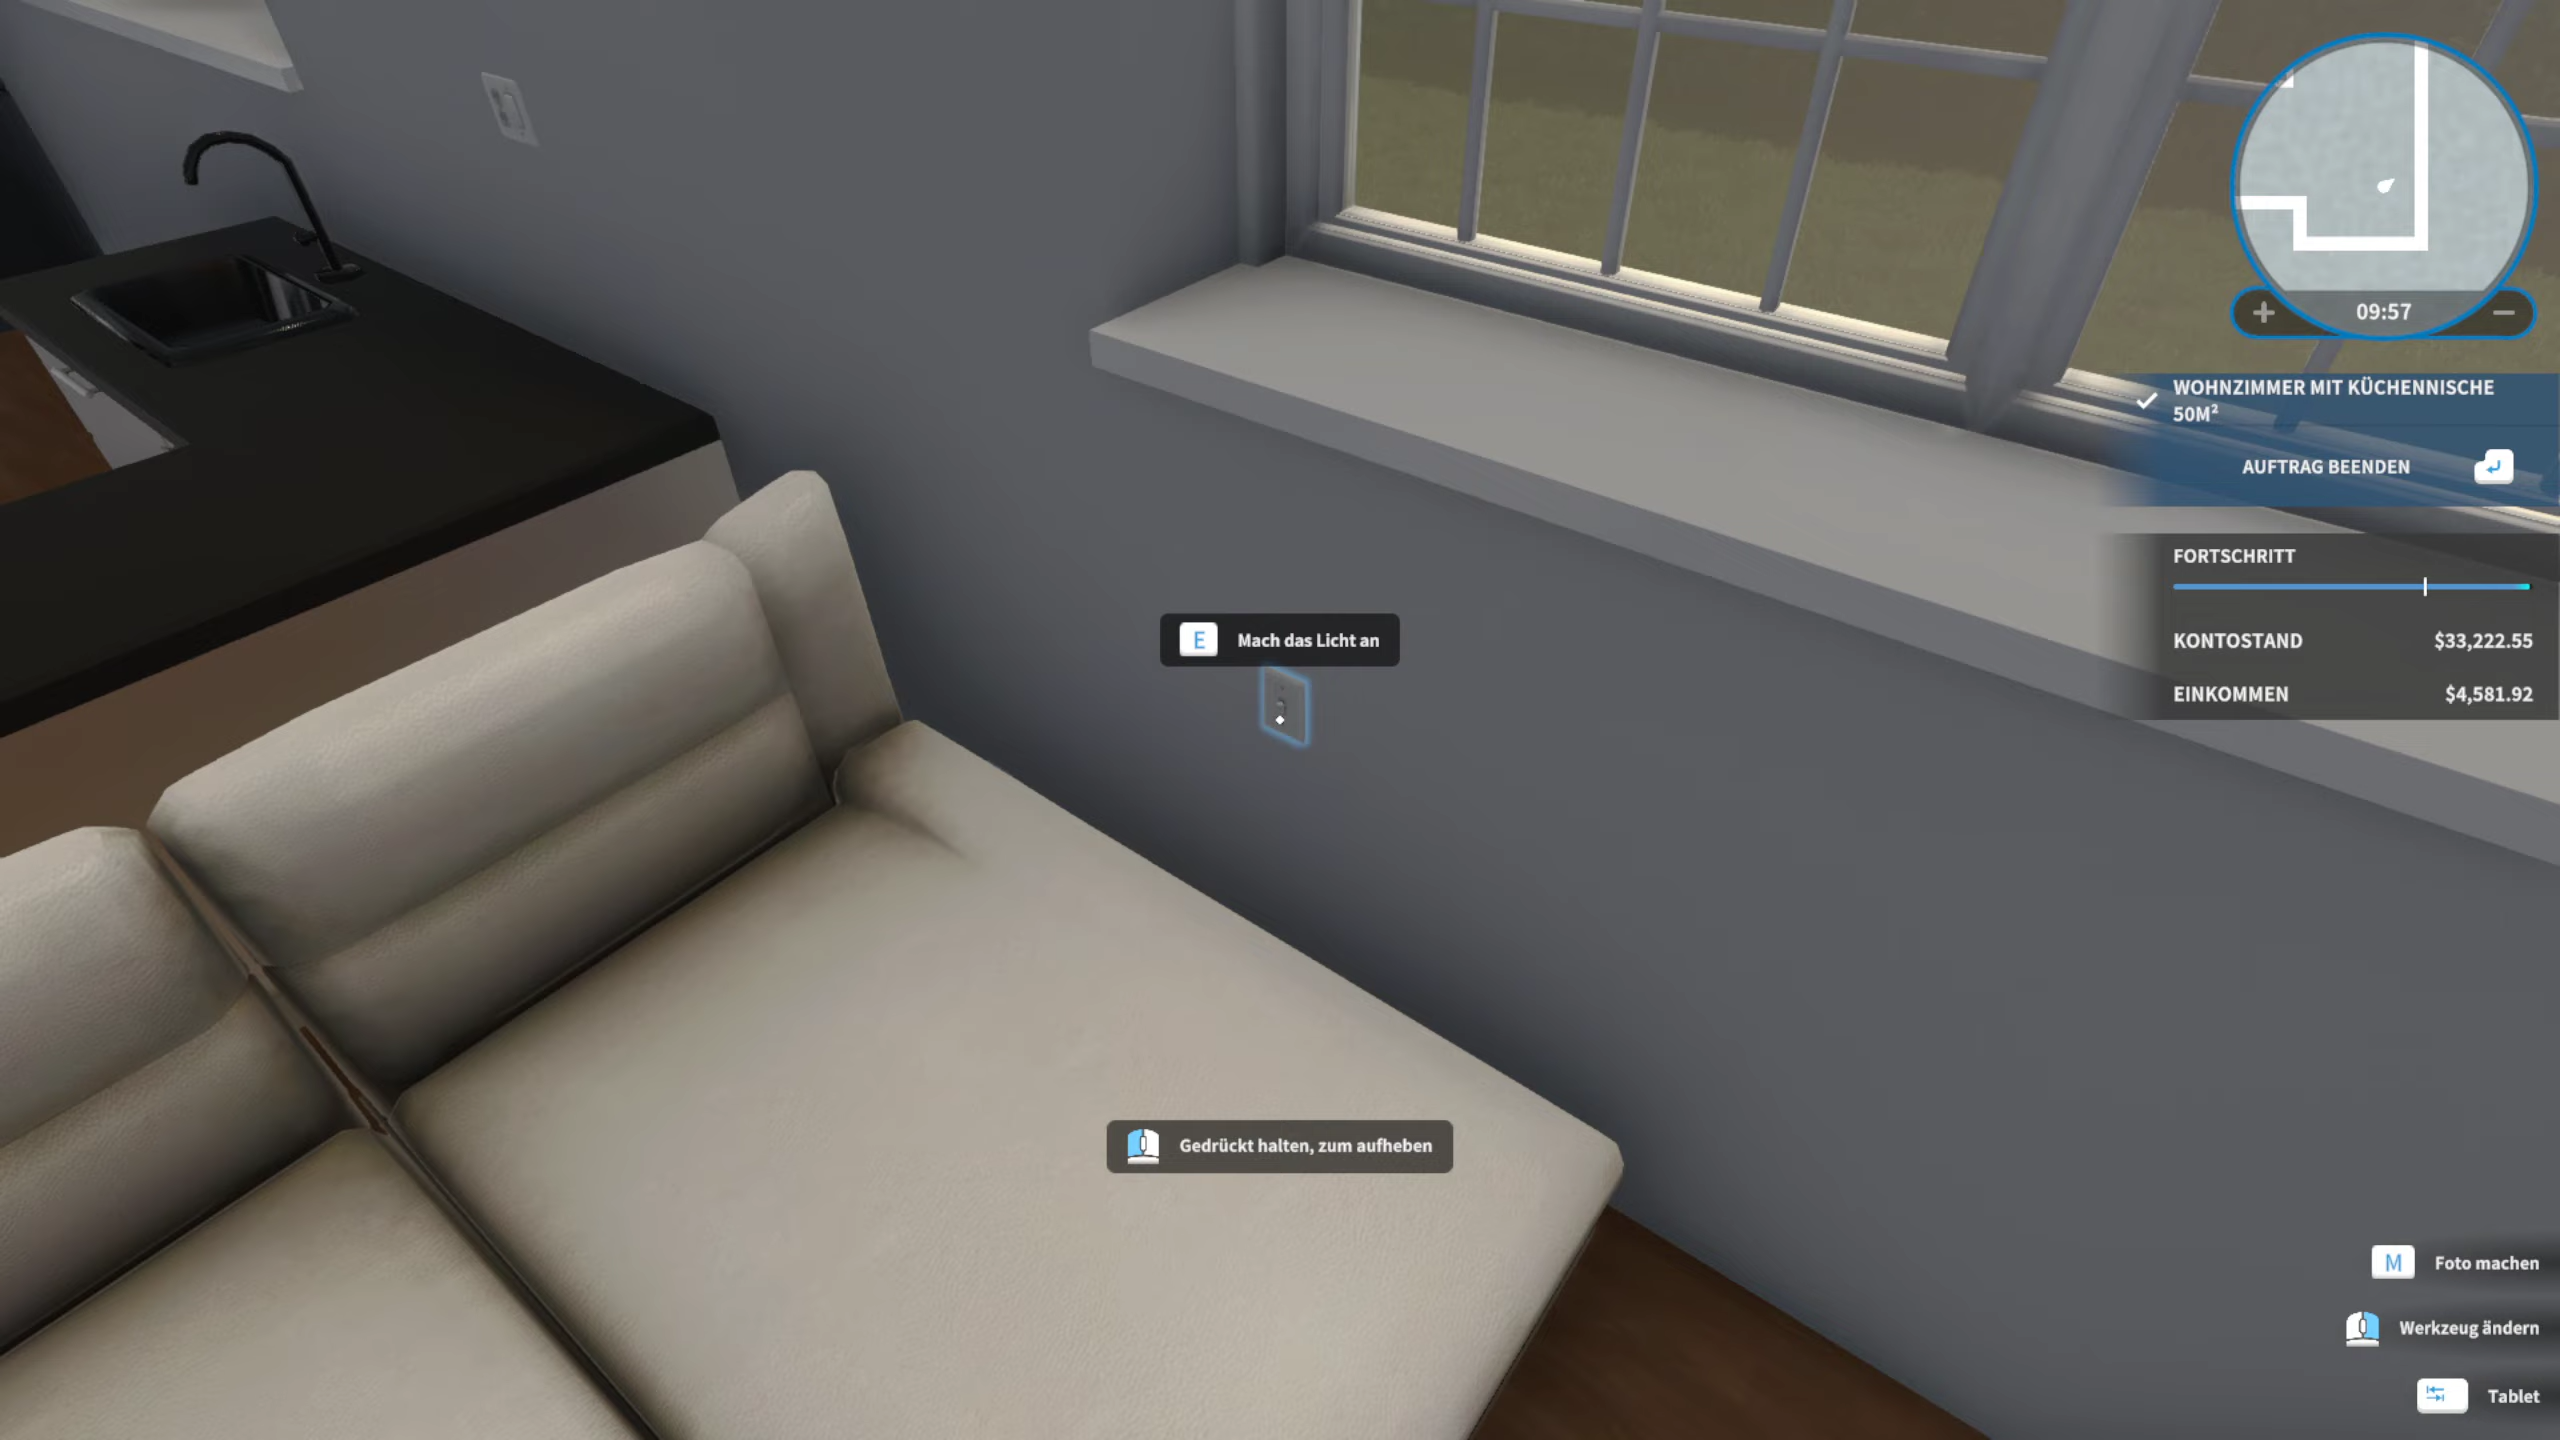 09:57
WOHNZIMMER MIT KÜCHENNISCHE
50M²
AUFTRAG BEENDEN
FORTSCHRITT
KONTOSTAND $33,222.55
EINKOMMEN $4,581.92
E Mach das Licht an
Gedrückt halten, zum aufheben
M Foto machen
Werkzeug ändern
Tablet